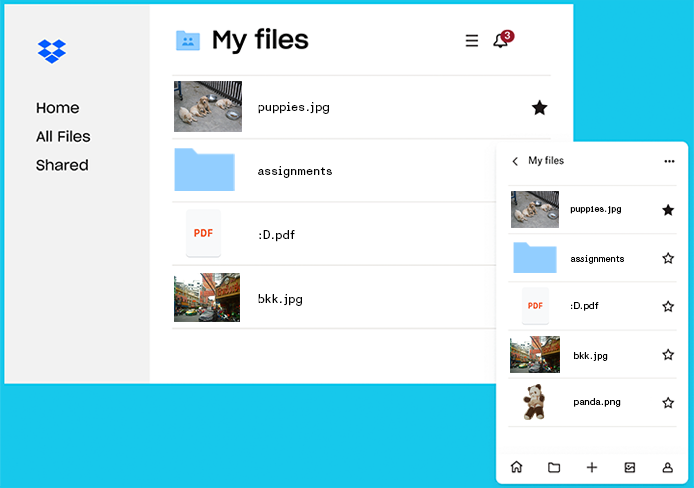 My files
3
Home
All Files
Shared
puppies.jpg
assignments
PDF
:D.pdf
bkk.jpg
My files
puppies.jpg
assignments
PDF
:D.pdf
bkk.jpg
panda.png